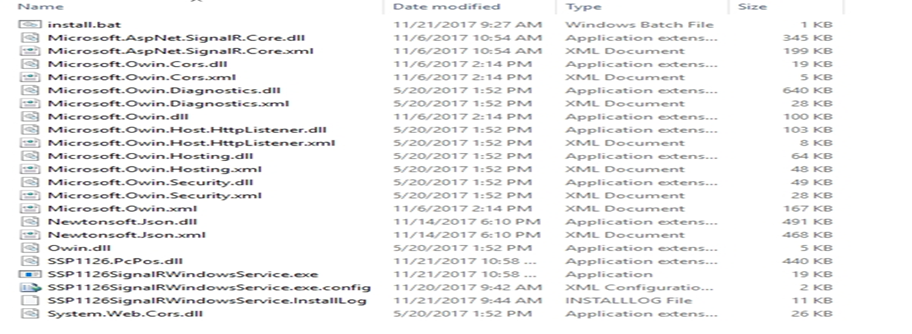 Name Date modified Type Size
install.bat 11/21/2017 9:27 AM Windows Batch File 1 KB
Microsoft.AspNet.SignalR.Core.dll 11/6/2017 10:54 AM Application extens... 345 KB
Microsoft.AspNet.SignalR.Core.xml 11/6/2017 10:54 AM XML Document 199 KB
Microsoft.Owin.Cors.dll 11/6/2017 2:14 PM Application extens... 19 KB
Microsoft.Owin.Cors.xml 11/6/2017 2:14 PM XML Document 5 KB
Microsoft.Owin.Diagnostics.dll 5/20/2017 1:52 PM Application extens... 640 KB
Microsoft.Owin.Diagnostics.xml 5/20/2017 1:52 PM XML Document 28 KB
Microsoft.Owin.dll 11/6/2017 2:14 PM Application extens... 100 KB
Microsoft.Owin.Host.HttpListener.dll 5/20/2017 1:52 PM Application extens... 103 KB
Microsoft.Owin.Host.HttpListener.xml 5/20/2017 1:52 PM XML Document 8 KB
Microsoft.Owin.Hosting.dll 5/20/2017 1:52 PM Application extens... 64 KB
Microsoft.Owin.Hosting.xml 5/20/2017 1:52 PM XML Document 48 KB
Microsoft.Owin.Security.dll 5/20/2017 1:52 PM Application extens... 49 KB
Microsoft.Owin.Security.xml 5/20/2017 1:52 PM XML Document 28 KB
Microsoft.Owin.xml 11/6/2017 2:14 PM XML Document 167 KB
Newtonsoft.Json.dll 11/14/2017 6:10 PM Application extens... 491 KB
Newtonsoft.Json.xml 11/14/2017 6:10 PM XML Document 468 KB
Owin.dll 5/20/2017 1:52 PM Application extens... 5 KB
SSP1126.PcPos.dll 11/21/2017 10:58 ... Application extens... 440 KB
SSP1126SignalRWindowsService.exe 11/21/2017 10:58 ... Application 19 KB
SSP1126SignalRWindowsService.exe.config 11/20/2017 9:42 AM XML Configuratio... 2 KB
SSP1126SignalRWindowsService.InstallLog 11/21/2017 9:44 AM INSTALLLOG File 11 KB
System.Web.Cors.dll 5/20/2017 1:52 PM Application extens... 26 KB